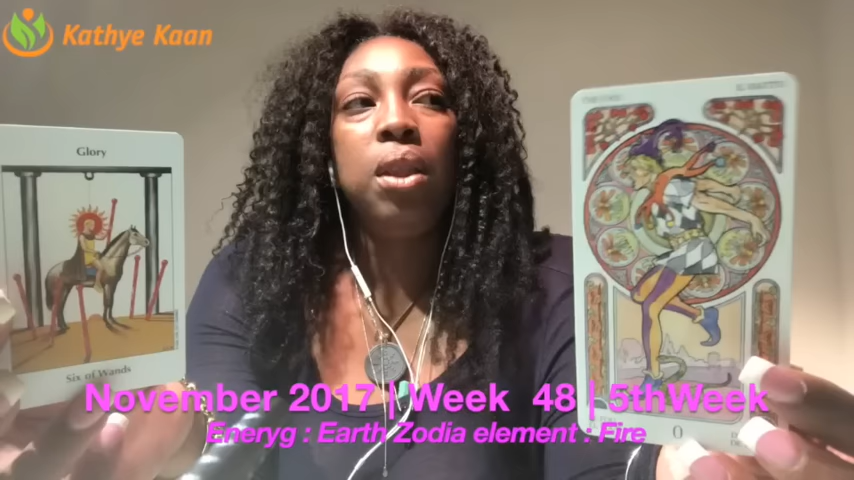 Kathye Kaan
Glory
Six of Wands
0
November 2017 | Week 48 | 5thWeek
Eneryg : Earth Zodia element : Fire